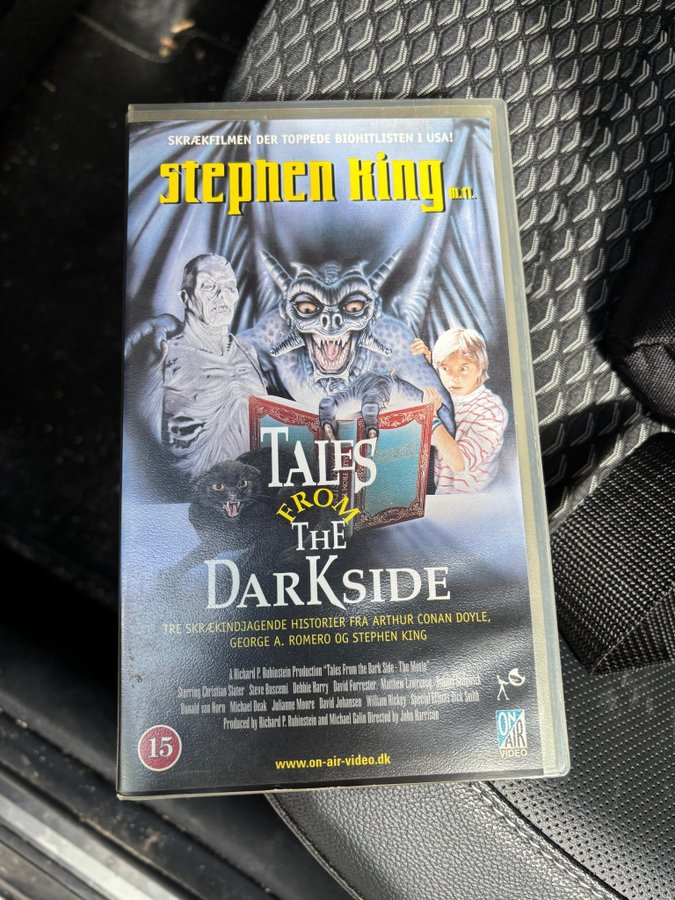 SKRÆKFILMEN DER TOPPEDE BIOHITLISTEN I USA!
Stephen King m.fl.
TALES
FROM
THE
DARKSIDE
TRE SKRÆKINDJAGENDE HISTORIER FRA ARTHUR CONAN DOYLE,
GEORGE A. ROMERO OG STEPHEN KING
A Richard P. Rubinstein Production "Tales From the Dark Side - The Movie"
Starring Christian Slater Steve Buscemi Debbie Harry David Forrester Matthew Lawrence
Donald van Horn Michael Deak Julianne Moore David Johansen William Hickey Special Effects Dick Smith
Produced by Richard P. Rubinstein and Michael Galin Directed by John Harrison
15
ON
AIR
VIDEO
www.on-air-video.dk